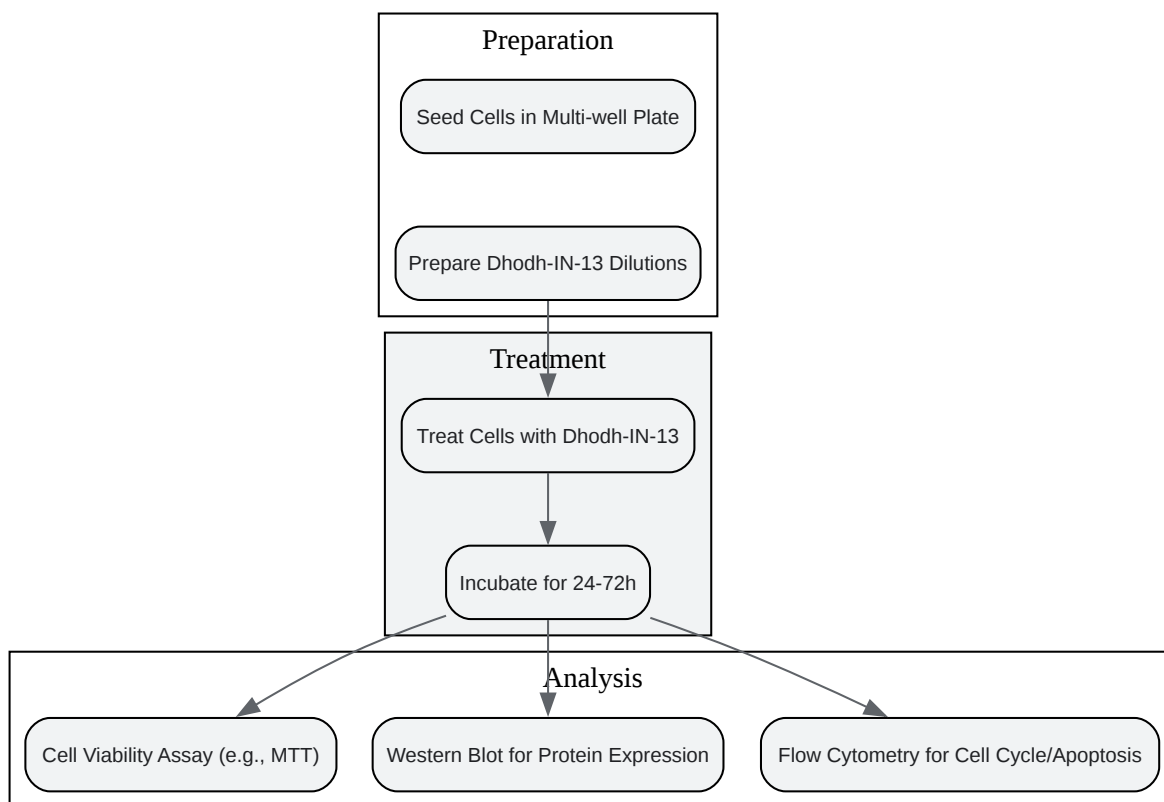 Preparation
Seed Cells in Multi-well Plate
Prepare Dhodh-IN-13 Dilutions
Treatment
Treat Cells with Dhodh-IN-13
Incubate for 24-72h
Analysis
Cell Viability Assay (e.g., MTT)
Western Blot for Protein Expression
Flow Cytometry for Cell Cycle/Apoptosis